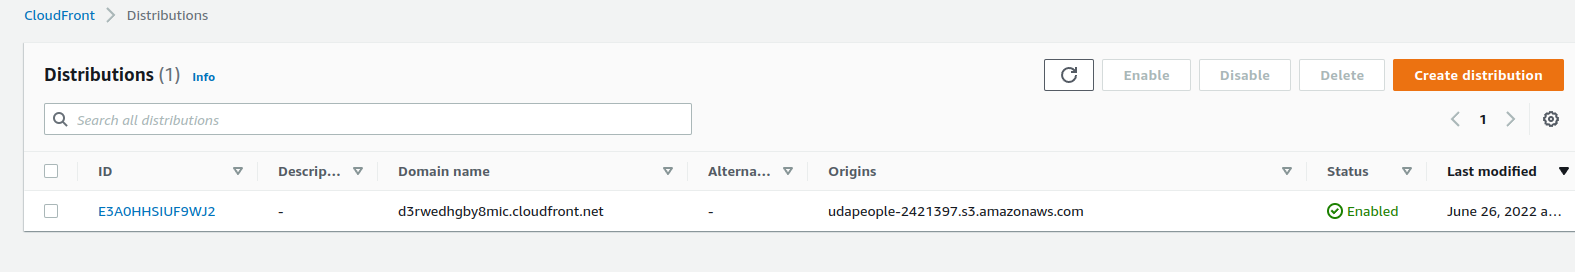 CloudFront Distributions
Distributions (1) Info
Enable Disable Delete Create distribution
Search all distributions
1
ID Descrip... Domain name Alterna... Origins Status Last modified
E3A0HHSIUF9WJ2 - d3rwedhgby8mic.cloudfront.net - udapeople-2421397.s3.amazonaws.com Enabled June 26, 2022 a...